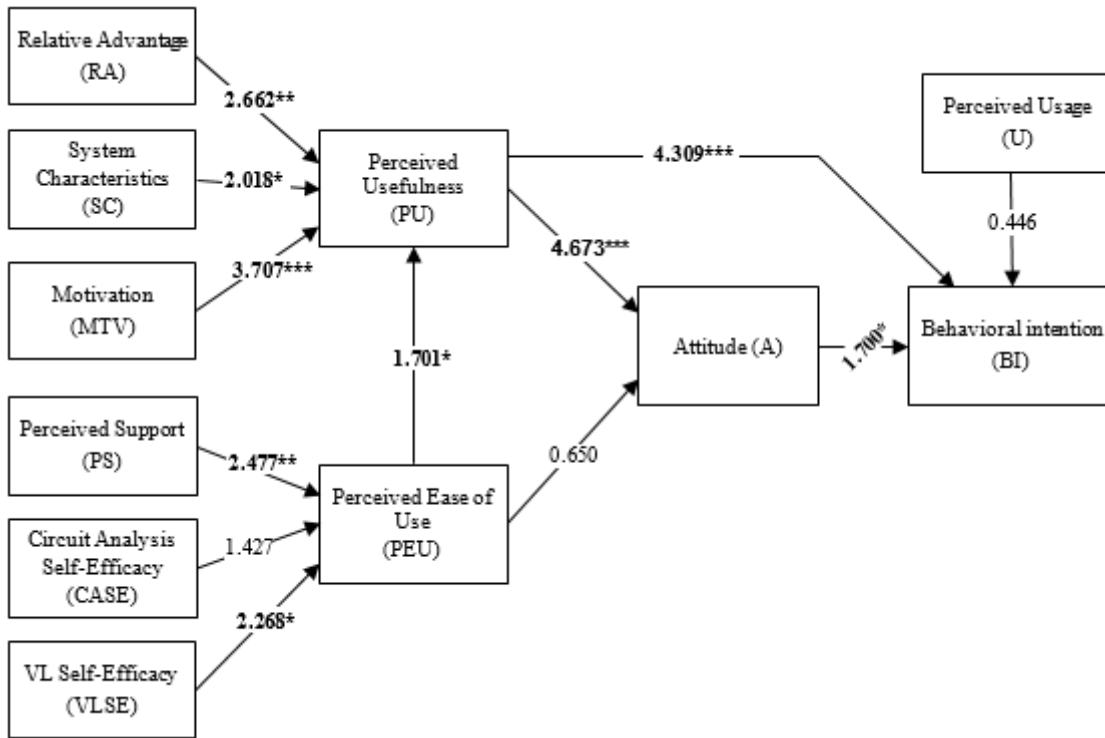 Relative Advantage
(RA)
2.662**
System
Characteristics
(SC)
2.018*
Motivation
(MTV)
3.707***
Perceived
Usefulness
(PU)
4.309***
4.673***
Perceived Usage
(U)
0.446
1.701*
Attitude (A)
1.700*
Behavioral intention
(BI)
Perceived Support
(PS)
2.477**
Circuit Analysis
Self-Efficacy
(CASE)
1.427
VL Self-Efficacy
(VLSE)
2.268*
Perceived Ease of
Use
(PEU)
0.650